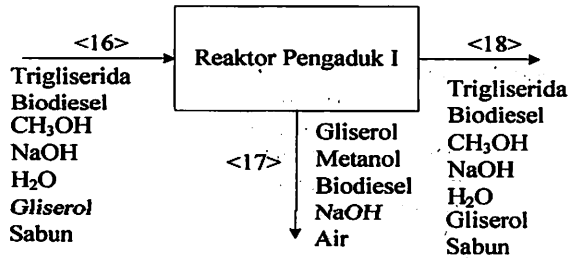 <16>
Trigliserida
Biodiesel
CH₃OH
NaOH
H₂O
Gliserol
Sabun
Reaktor Pengaduk I
<17>
Gliserol
Metanol
Biodiesel
NaOH
Air
<18>
Trigliserida
Biodiesel
CH₃OH
NaOH
H₂O
Gliserol
Sabun